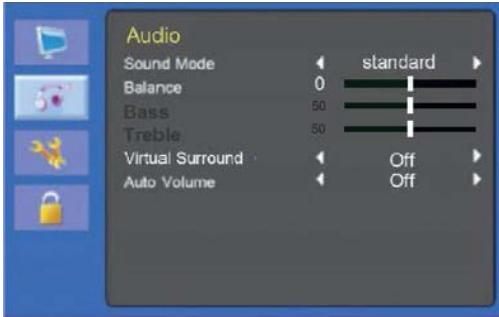 Audio
Sound Mode standard
Balance 0
Bass 50
Treble 50
Virtual Surround Off
Auto Volume Off